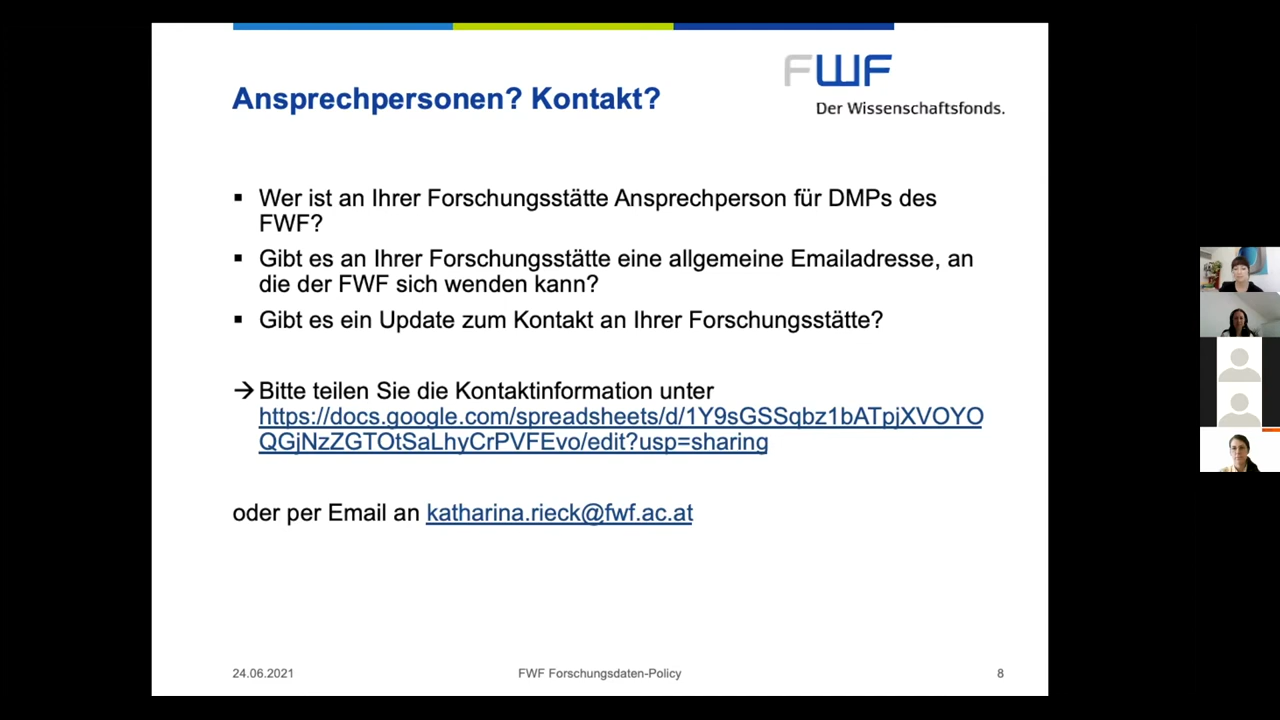 FWF
Der Wissenschaftsfonds.
Ansprechpersonen? Kontakt?
▪ Wer ist an Ihrer Forschungsstätte Ansprechperson für DMPs des
FWF?
▪ Gibt es an Ihrer Forschungsstätte eine allgemeine Emailadresse, an
die der FWF sich wenden kann?
▪ Gibt es ein Update zum Kontakt an Ihrer Forschungsstätte?
→ Bitte teilen Sie die Kontaktinformation unter
https://docs.google.com/spreadsheets/d/1Y9sGSSqbz1bATpjXVOYO
QGjNzZGTOtSaLhyCrPVFEvo/edit?usp=sharing
oder per Email an katharina.rieck@fwf.ac.at
24.06.2021 FWF Forschungsdaten-Policy 8